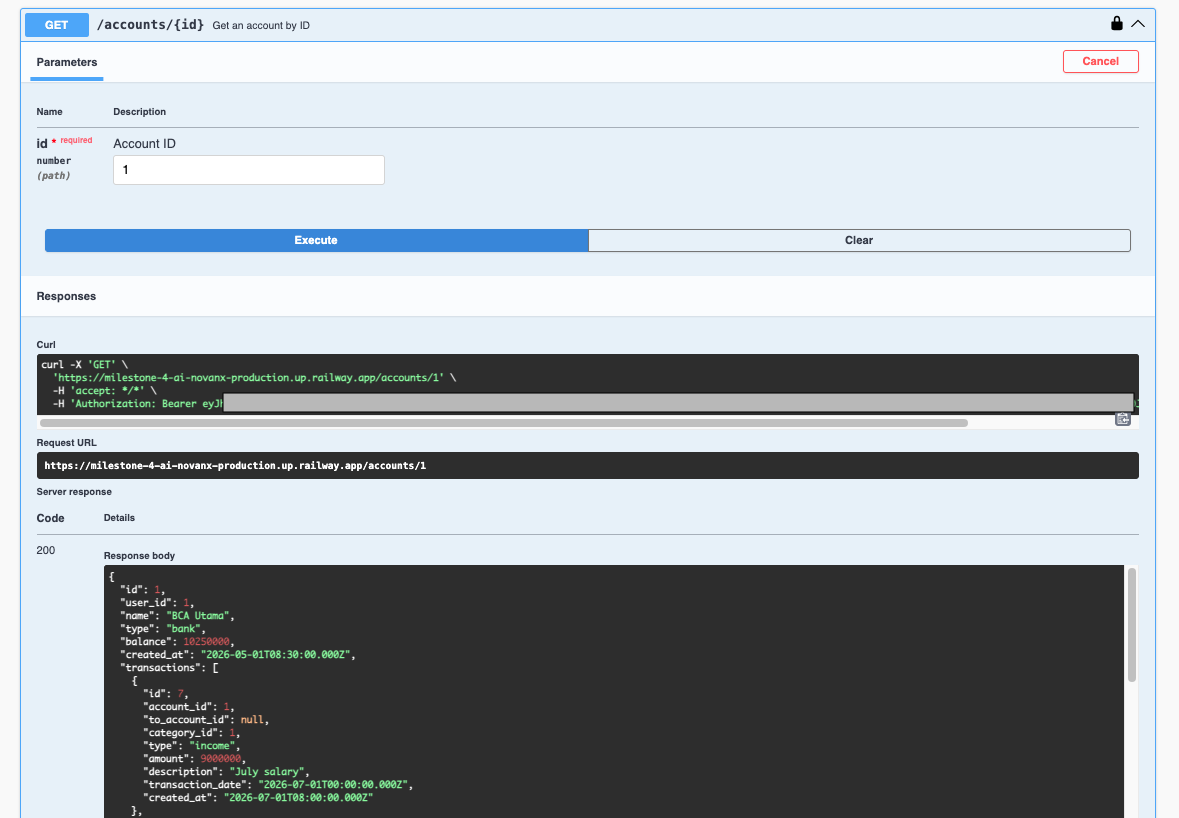 GET /accounts/{id} Get an account by ID
Parameters
Cancel
Name Description
id * required Account ID
number
(path)
1
Execute Clear
Responses
Curl
curl -X 'GET' \
'https://milestone-4-ai-novanx-production.up.railway.app/accounts/1' \
-H 'accept: */*' \
-H 'Authorization: Bearer
Request URL
https://milestone-4-ai-novanx-production.up.railway.app/accounts/1
Server response
Code Details
200
Response body
{
"id": 1,
"user_id": 1,
"name": "BCA Utama",
"type": "bank",
"balance": 10250000,
"created_at": "2026-05-01T08:30:00.000Z",
"transactions": [
{
"id": 7,
"account_id": 1,
"to_account_id": null,
"category_id": 1,
"type": "income",
"amount": 9000000,
"description": "July salary",
"transaction_date": "2026-07-01T00:00:00.000Z",
"created_at": "2026-07-01T08:00:00.000Z"
},